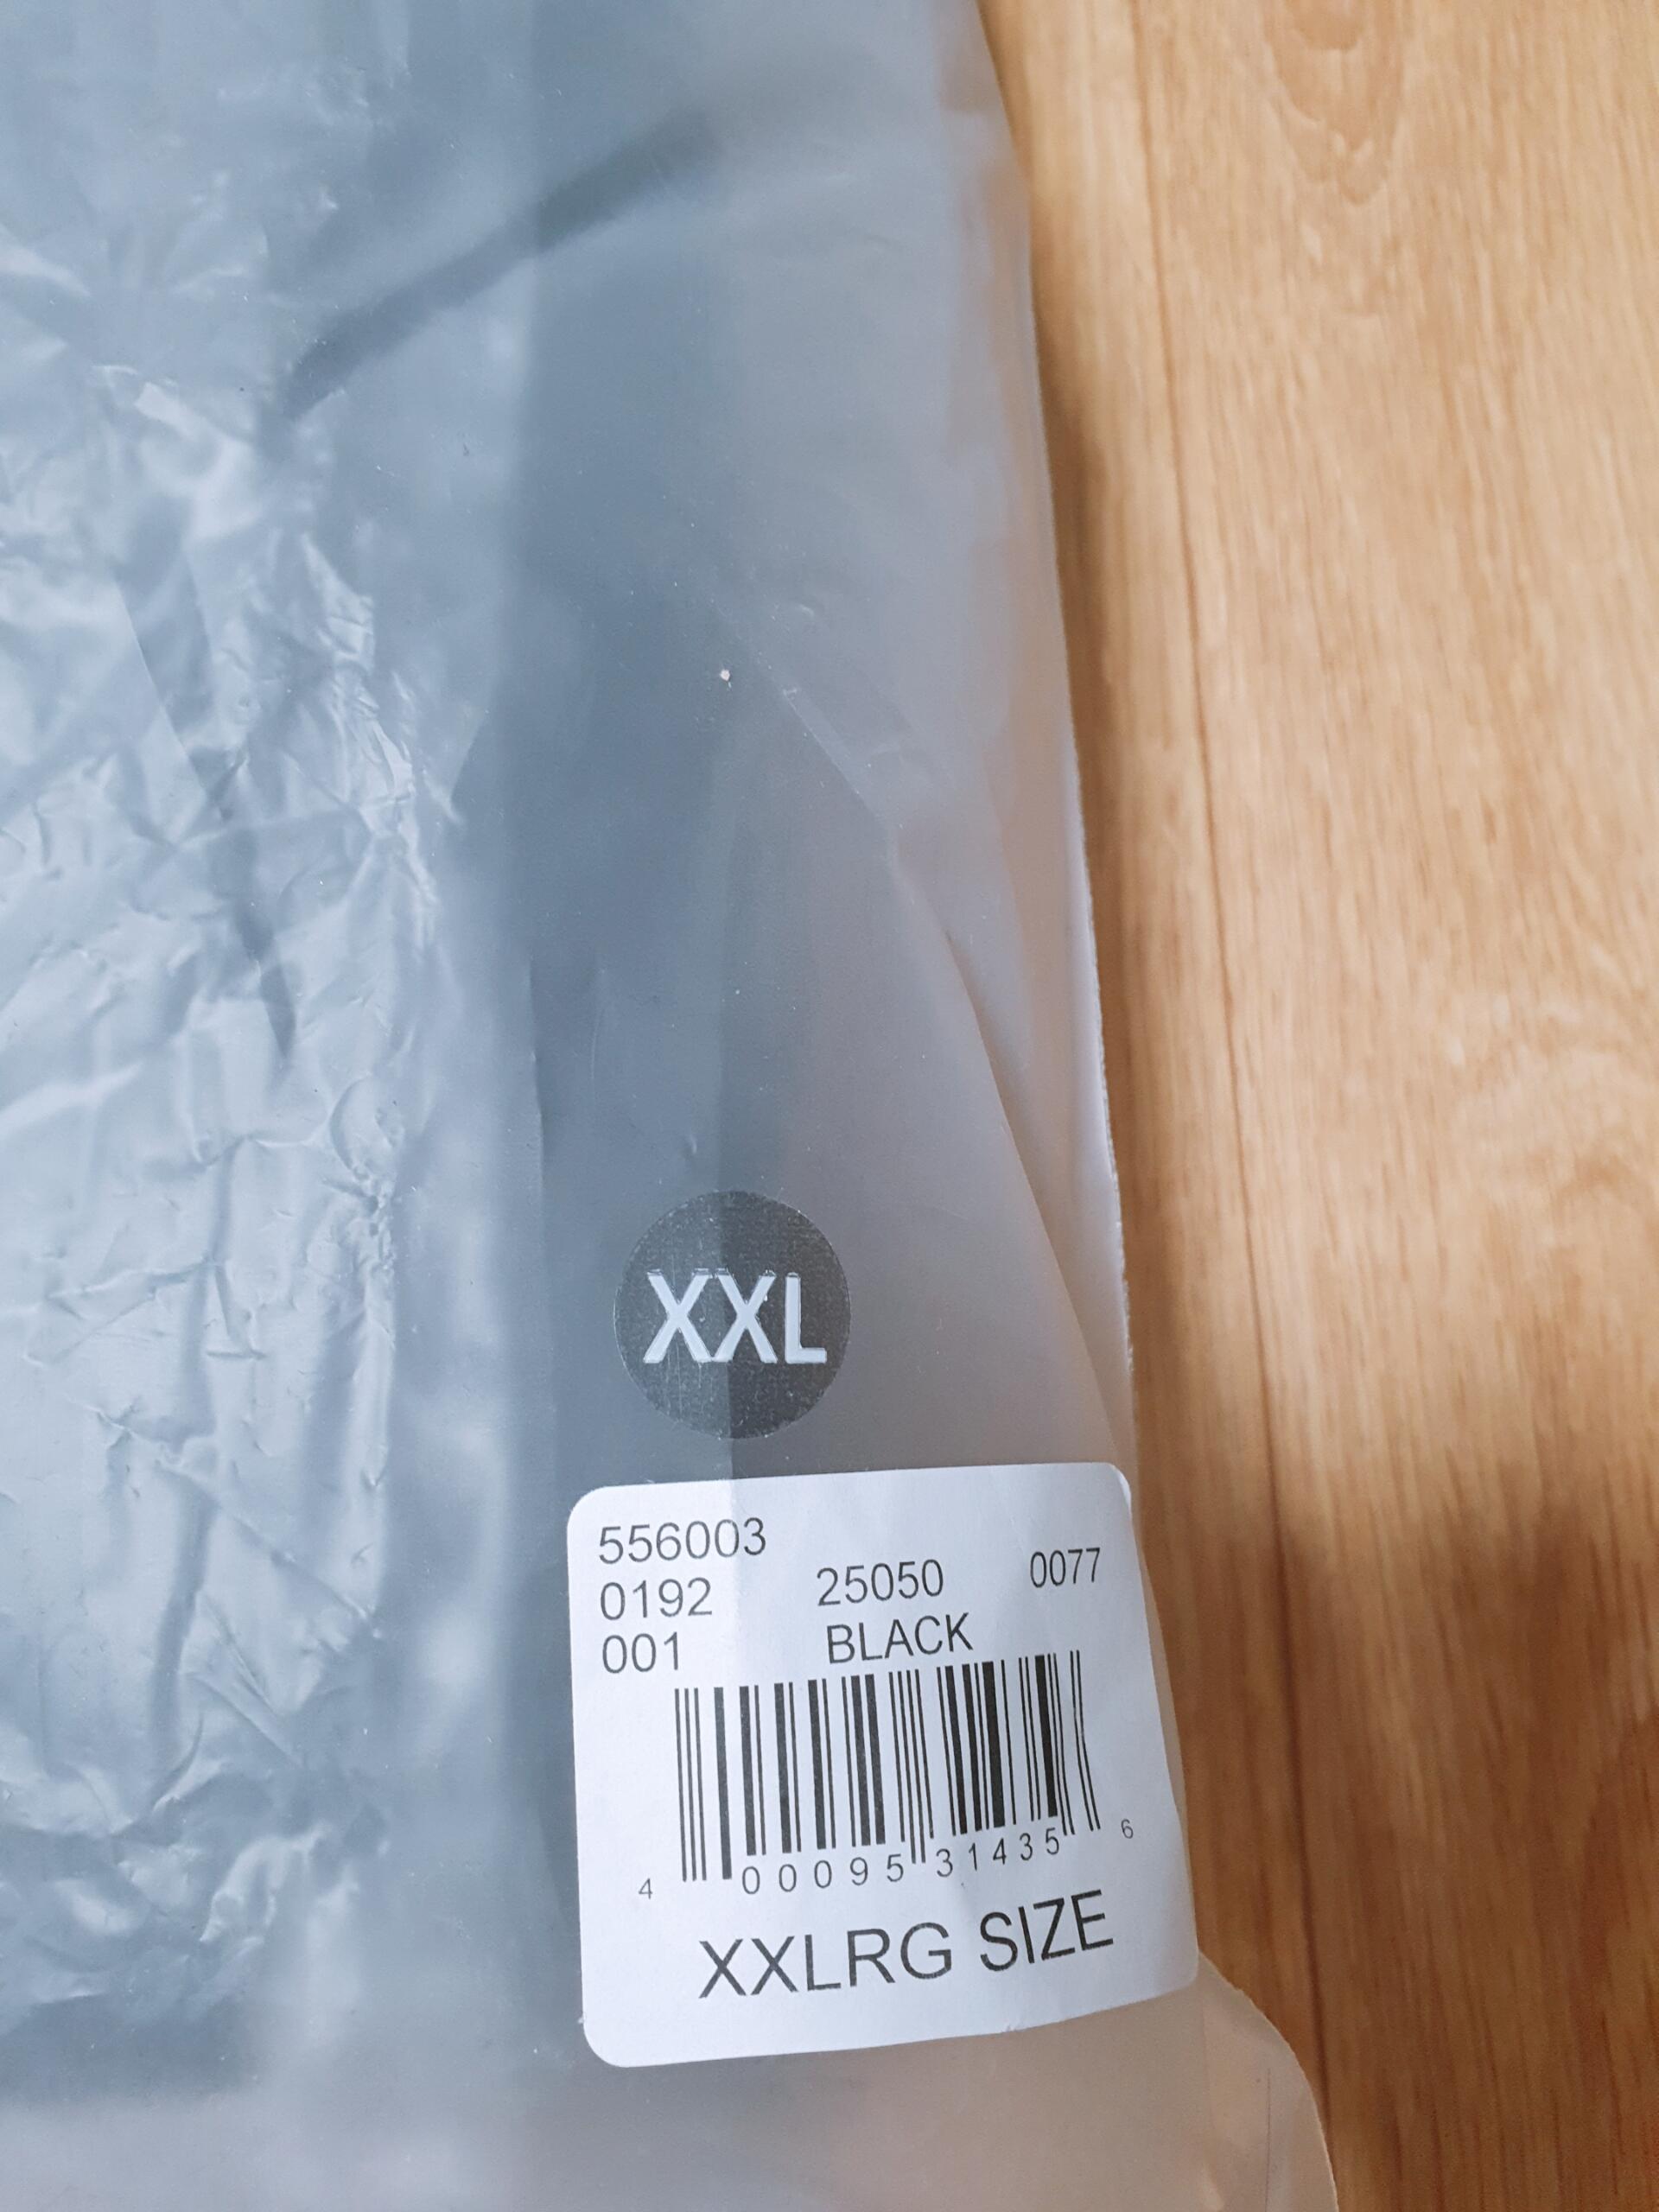 XXL
556003
0192 25050 0077
001 BLACK
4 00095 31435 6
XXLRG SIZE